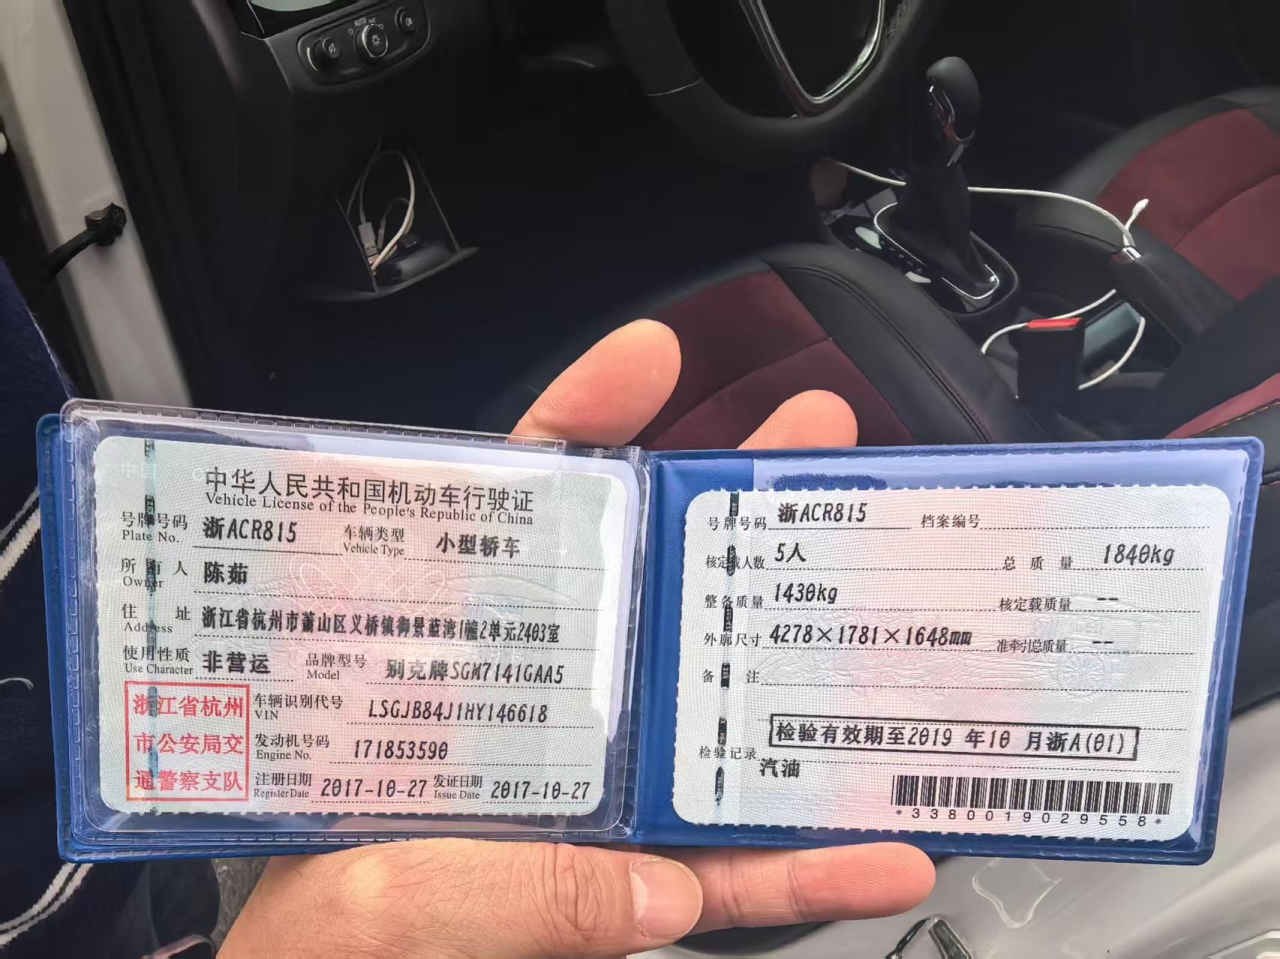 中华人民共和国机动车行驶证
Vehicle License of the People's Republic of China
号牌号码 浙ACR815 车辆类型 小型轿车
Plate No. Vehicle Type
所有人 陈茹
Owner
住址 浙江省杭州市萧山区义桥镇御景蓝湾1幢2单元2403室
Address
使用性质 非营运 品牌型号 别克牌SGM7141GAA5
Use Character Model
浙江省杭州
市公安局交
通警察支队
车辆识别代号 LSGJB84J1HY146618
VIN
发动机号码 171853590
Engine No.
注册日期 2017-10-27 发证日期 2017-10-27
Register Date Issue Date
号牌号码 浙ACR815 档案编号
核定载人数 5人 总质量 1840kg
整备质量 1430kg 核定载质量 --
外廓尺寸 4278×1781×1648mm 准牵引总质量 --
备注
检验有效期至2019年10月浙A(01)
检验记录
汽油
*3380019029558*